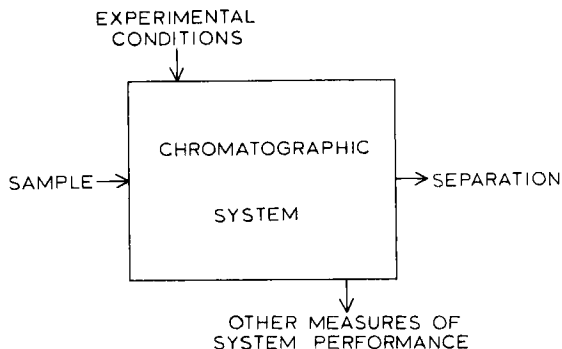 EXPERIMENTAL
CONDITIONS
CHROMATOGRAPHIC
SAMPLE
SEPARATION
SYSTEM
OTHER MEASURES OF
SYSTEM PERFORMANCE